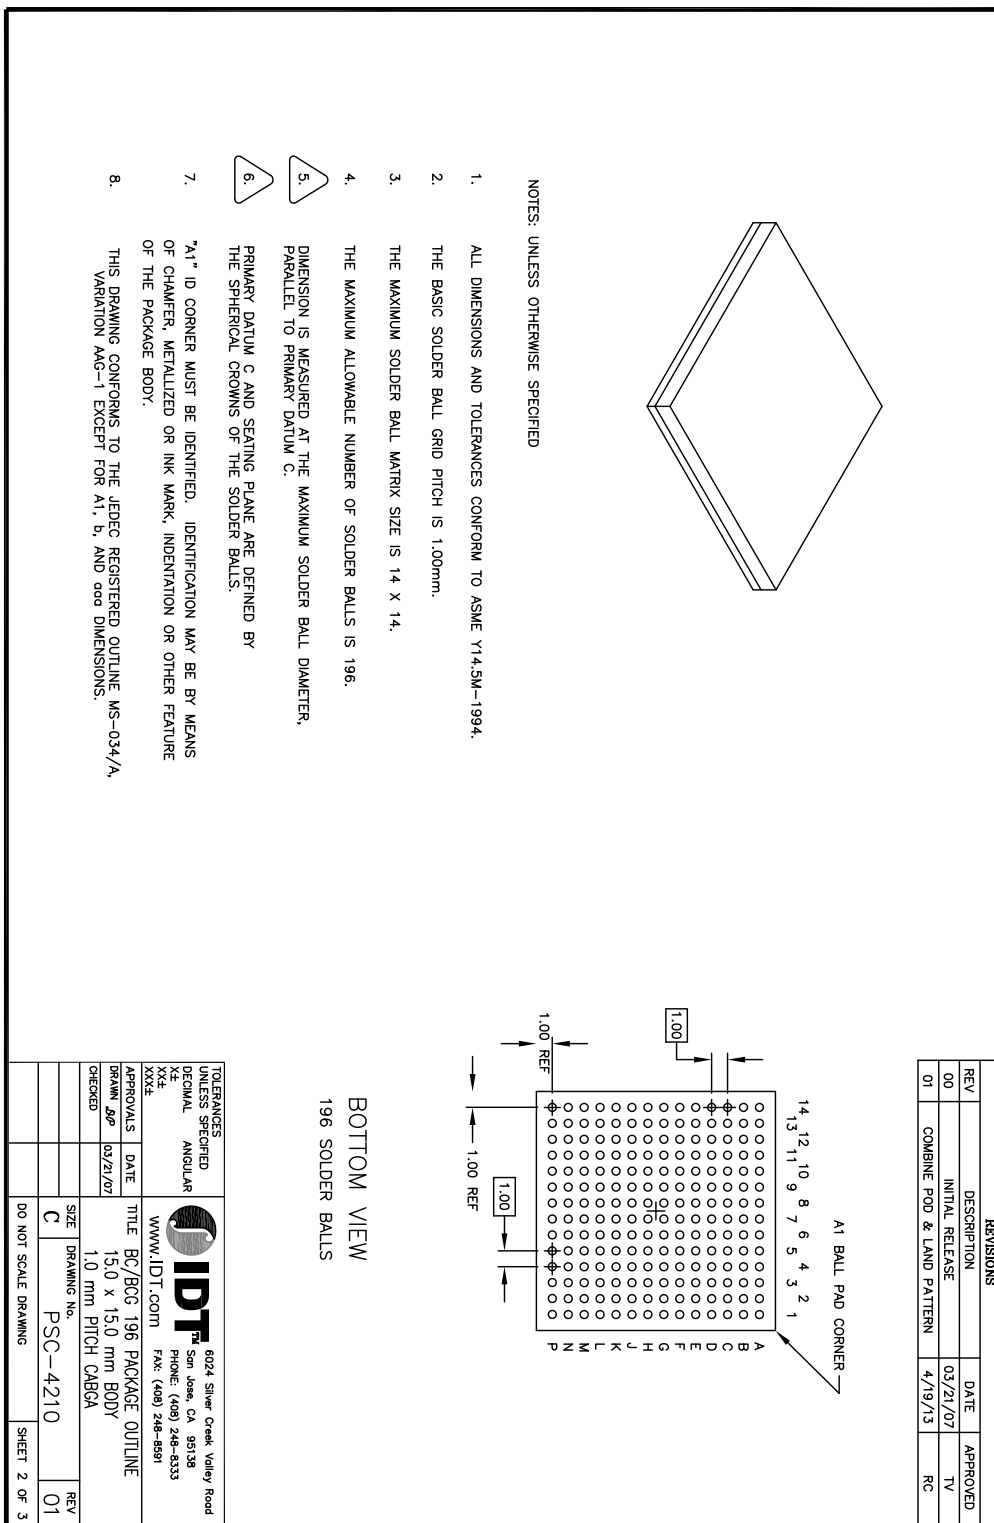 REVISIONS
REV DESCRIPTION DATE APPROVED
00 INITIAL RELEASE 03/21/07 TV
01 COMBINE POD & LAND PATTERN 4/19/13 RC
NOTES: UNLESS OTHERWISE SPECIFIED
1. ALL DIMENSIONS AND TOLERANCES CONFORM TO ASME Y14.5M-1994.
2. THE BASIC SOLDER BALL GRID PITCH IS 1.00mm.
3. THE MAXIMUM SOLDER BALL MATRIX SIZE IS 14 X 14.
4. THE MAXIMUM ALLOWABLE NUMBER OF SOLDER BALLS IS 196.
5. DIMENSION IS MEASURED AT THE MAXIMUM SOLDER BALL DIAMETER,
PARALLEL TO PRIMARY DATUM C.
6. PRIMARY DATUM C AND SEATING PLANE ARE DEFINED BY
THE SPHERICAL CROWNS OF THE SOLDER BALLS.
7. "A1" ID CORNER MUST BE IDENTIFIED. IDENTIFICATION MAY BE BY MEANS
OF CHAMFER, METALLIZED OR INK MARK, INDENTATION OR OTHER FEATURE
OF THE PACKAGE BODY.
8. THIS DRAWING CONFORMS TO THE JEDEC REGISTERED OUTLINE MS-034/A,
VARIATION AAG-1 EXCEPT FOR A1, b, AND aaa DIMENSIONS.
A1 BALL PAD CORNER
14 13 12 11 10 9 8 7 6 5 4 3 2 1
A
B
C
D
E
F
G
H
J
K
L
M
N
P
1.00
1.00 REF
1.00 REF
1.00
BOTTOM VIEW
196 SOLDER BALLS
TOLERANCES
UNLESS SPECIFIED
DECIMAL ANGULAR
X±
XX±
XXX±
APPROVALS DATE
DRAWN 03/21/07
CHECKED
IDT TM
www.IDT.com
6024 Silver Creek Valley Road
San Jose, CA 95138
PHONE: (408) 248-8333
FAX: (408) 248-8591
TITLE BC/BCG 196 PACKAGE OUTLINE
15.0 x 15.0 mm BODY
1.0 mm PITCH CABGA
SIZE DRAWING No. REV
C PSC-4210 01
DO NOT SCALE DRAWING SHEET 2 OF 3